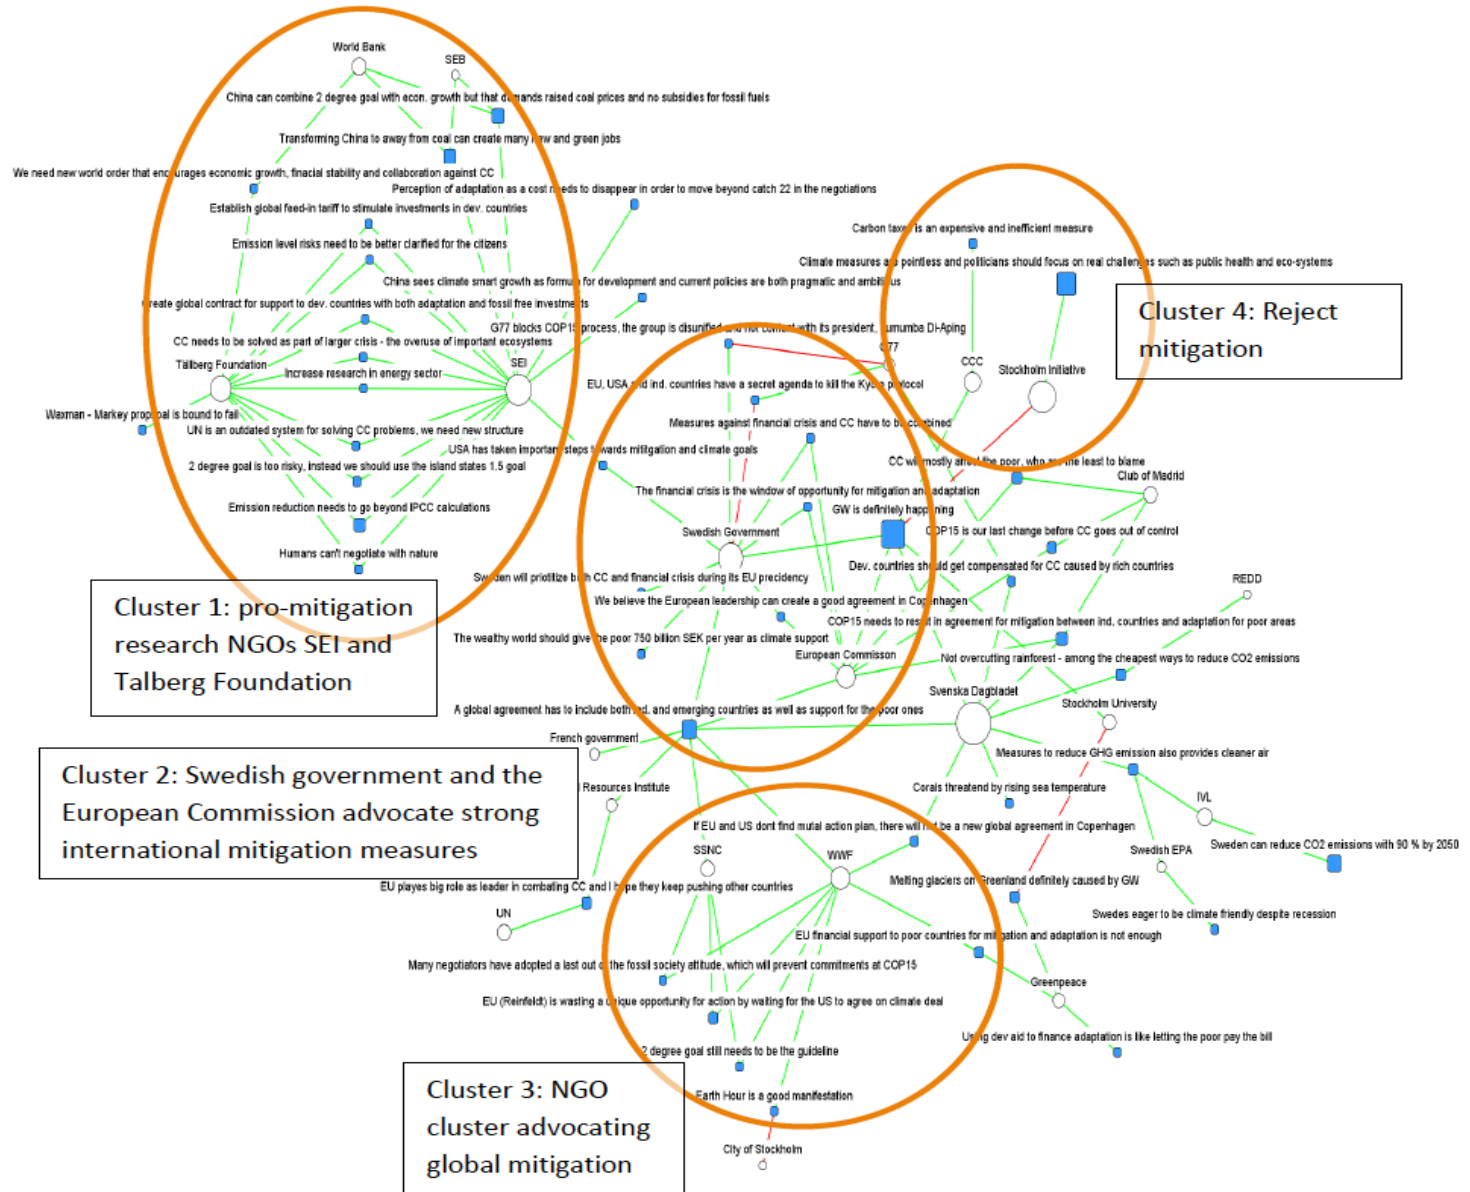 World Bank
SEB
China can combine 2 degree goal with econ. growth but that demands raised coal prices and no subsidies for fossil fuels
Transforming China to away from coal can create many new and green jobs
We need new world order that encourages economic growth, finacial stability and collaboration against CC
Perception of adaptation as a cost needs to disappear in order to move beyond catch 22 in the negotiations
Establish global feed-in tariff to stimulate investments in dev. countries
Carbon taxes is an expensive and inefficient measure
Emission level risks need to be better clarified for the citizens
Climate measures are pointless and politicians should focus on real challenges such as public health and eco-systems
China sees climate smart growth as formula for development and current policies are both pragmatic and ambitious
Create global contract for support to dev. countries with both adaptation and fossil free investments
Cluster 4: Reject
mitigation
G77 blocks COP15 process, the group is disunified and not content with its president, Lumumba Di-Aping
CC needs to be solved as part of larger crisis - the overuse of important ecosystems
G77
CCC
Stockholm Initiative
Tällberg Foundation
SEI
Increase research in energy sector
EU, USA and ind. countries have a secret agenda to kill the Kyoto protocol
Waxman - Markey proposal is bound to fail
Measures against financial crisis and CC have to be combined
UN is an outdated system for solving CC problems, we need new structure
USA has taken important steps towards mititgation and climate goals
2 degree goal is too risky, instead we should use the island states 1.5 goal
CC will mostly affect the poor, who are the least to blame
Club of Madrid
The financial crisis is the window of opportunity for mitigation and adaptation
Emission reduction needs to go beyond IPCC calculations
GW is definitely happening
Swedish Government
COP15 is our last change before CC goes out of control
Humans can't negotiate with nature
Dev. countries should get compensated for CC caused by rich countries
Sweden will priotitize both CC and financial crisis during its EU precidency
REDD
Cluster 1: pro-mitigation
research NGOs SEI and
Talberg Foundation
We believe the European leadership can create a good agreement in Copenhagen
COP15 needs to result in agreement for mitigation between ind. countries and adaptation for poor areas
The wealthy world should give the poor 750 billion SEK per year as climate support
European Commisson
Not overcutting rainforest - among the cheapest ways to reduce CO2 emissions
Svenska Dagbladet
Stockholm University
A global agreement has to include both ind. and emerging countries as well as support for the poor ones
French government
Measures to reduce GHG emission also provides cleaner air
Cluster 2: Swedish government and the
European Commission advocate strong
international mitigation measures
Resources Institute
Corals threatend by rising sea temperature
IVL
If EU and US dont find mutal action plan, there will not be a new global agreement in Copenhagen
SSNC
WWF
Swedish EPA
Sweden can reduce CO2 emissions with 90 % by 2050
EU playes big role as leader in combating CC and I hope they keep pushing other countries
Melting glaciers on Greenland definitely caused by GW
UN
Swedes eager to be climate friendly despite recession
EU financial support to poor countries for mitigation and adaptation is not enough
Many negotiators have adopted a last out of the fossil society attitude, which will prevent commitments at COP15
Greenpeace
EU (Reinfeldt) is wasting a unique opportunity for action by waiting for the US to agree on climate deal
Using dev aid to finance adaptation is like letting the poor pay the bill
2 degree goal still needs to be the guideline
Cluster 3: NGO
cluster advocating
global mitigation
Earth Hour is a good manifestation
City of Stockholm